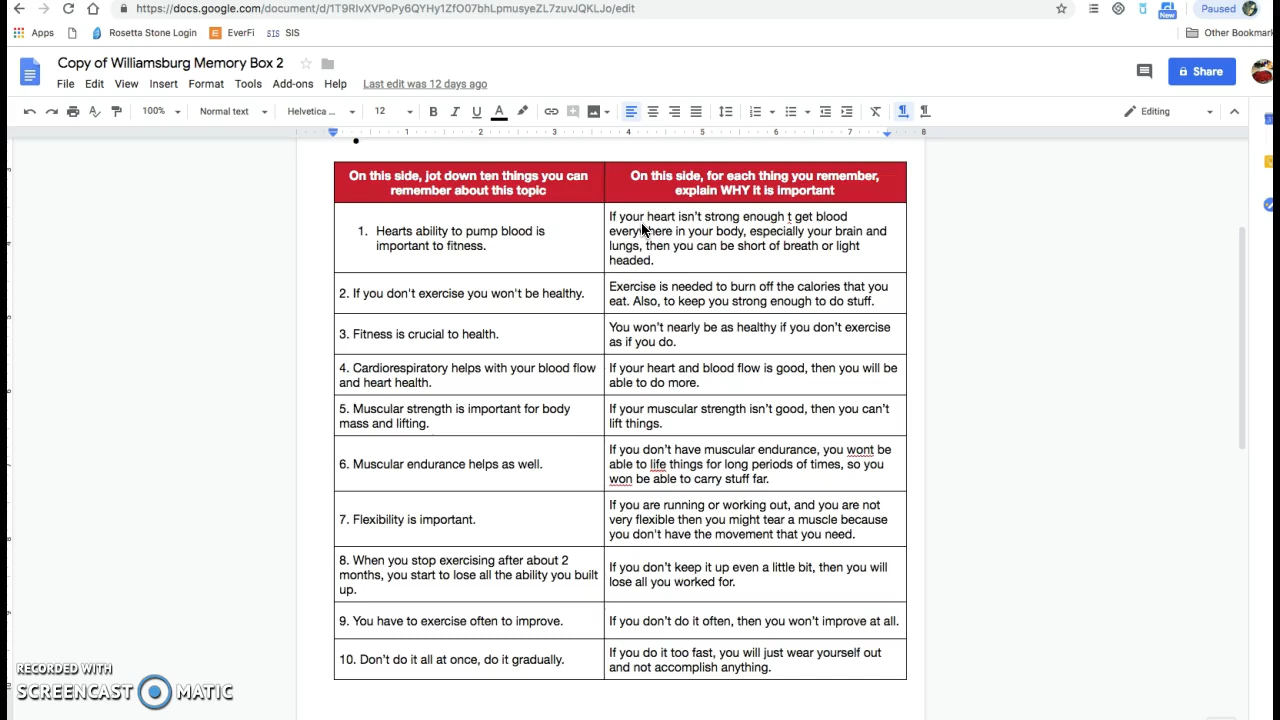 https://docs.google.com/document/d/1T9RIvXVPoPy6QYHy1ZfO07bhLpmusyeZL7zuvJQKLJo/edit
Paused
New
Apps
Rosetta Stone Login
EverFi
SIS SIS
Other Bookmark
Copy of Williamsburg Memory Box 2
File Edit View Insert Format Tools Add-ons Help Last edit was 12 days ago
Share
100% Normal text Helvetica ... 12 B I U A Editing
1 2 3 4 5 6 7 8
On this side, jot down ten things you can
remember about this topic
On this side, for each thing you remember,
explain WHY it is important
1. Hearts ability to pump blood is
important to fitness.
If your heart isn't strong enough t get blood
everywhere in your body, especially your brain and
lungs, then you can be short of breath or light
headed.
2. If you don't exercise you won't be healthy.
Exercise is needed to burn off the calories that you
eat. Also, to keep you strong enough to do stuff.
3. Fitness is crucial to health.
You won't nearly be as healthy if you don't exercise
as if you do.
4. Cardiorespiratory helps with your blood flow
and heart health.
If your heart and blood flow is good, then you will be
able to do more.
5. Muscular strength is important for body
mass and lifting.
If your muscular strength isn't good, then you can't
lift things.
6. Muscular endurance helps as well.
If you don't have muscular endurance, you wont be
able to life things for long periods of times, so you
won be able to carry stuff far.
7. Flexibility is important.
If you are running or working out, and you are not
very flexible then you might tear a muscle because
you don't have the movement that you need.
8. When you stop exercising after about 2
months, you start to lose all the ability you built
up.
If you don't keep it up even a little bit, then you will
lose all you worked for.
9. You have to exercise often to improve.
If you don't do it often, then you won't improve at all.
10. Don't do it all at once, do it gradually.
If you do it too fast, you will just wear yourself out
and not accomplish anything.
RECORDED WITH
SCREENCAST MATIC